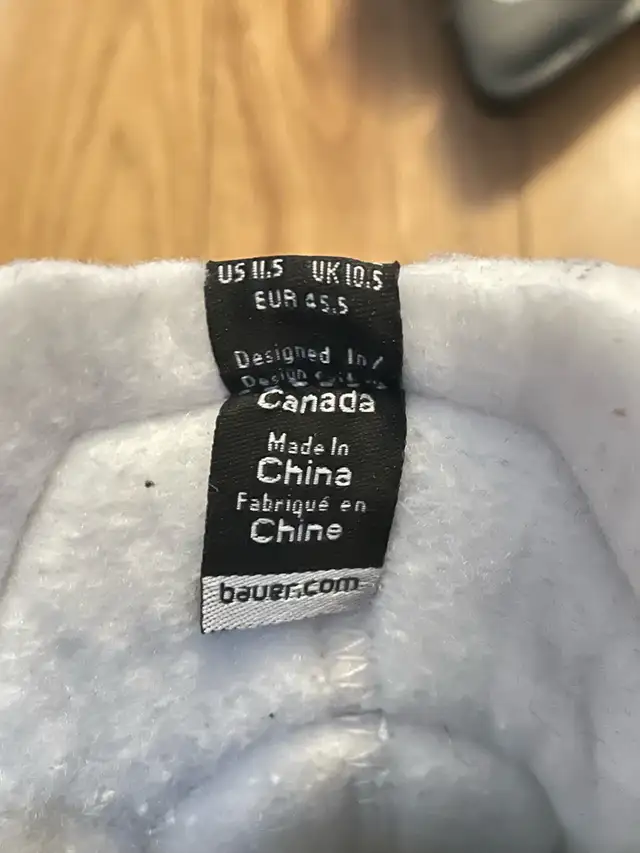 US 11.5 UK 10.5
EUR 45.5
Designed In/
Design
Canada
Made In
China
Fabriqué en
Chine
bauer.com